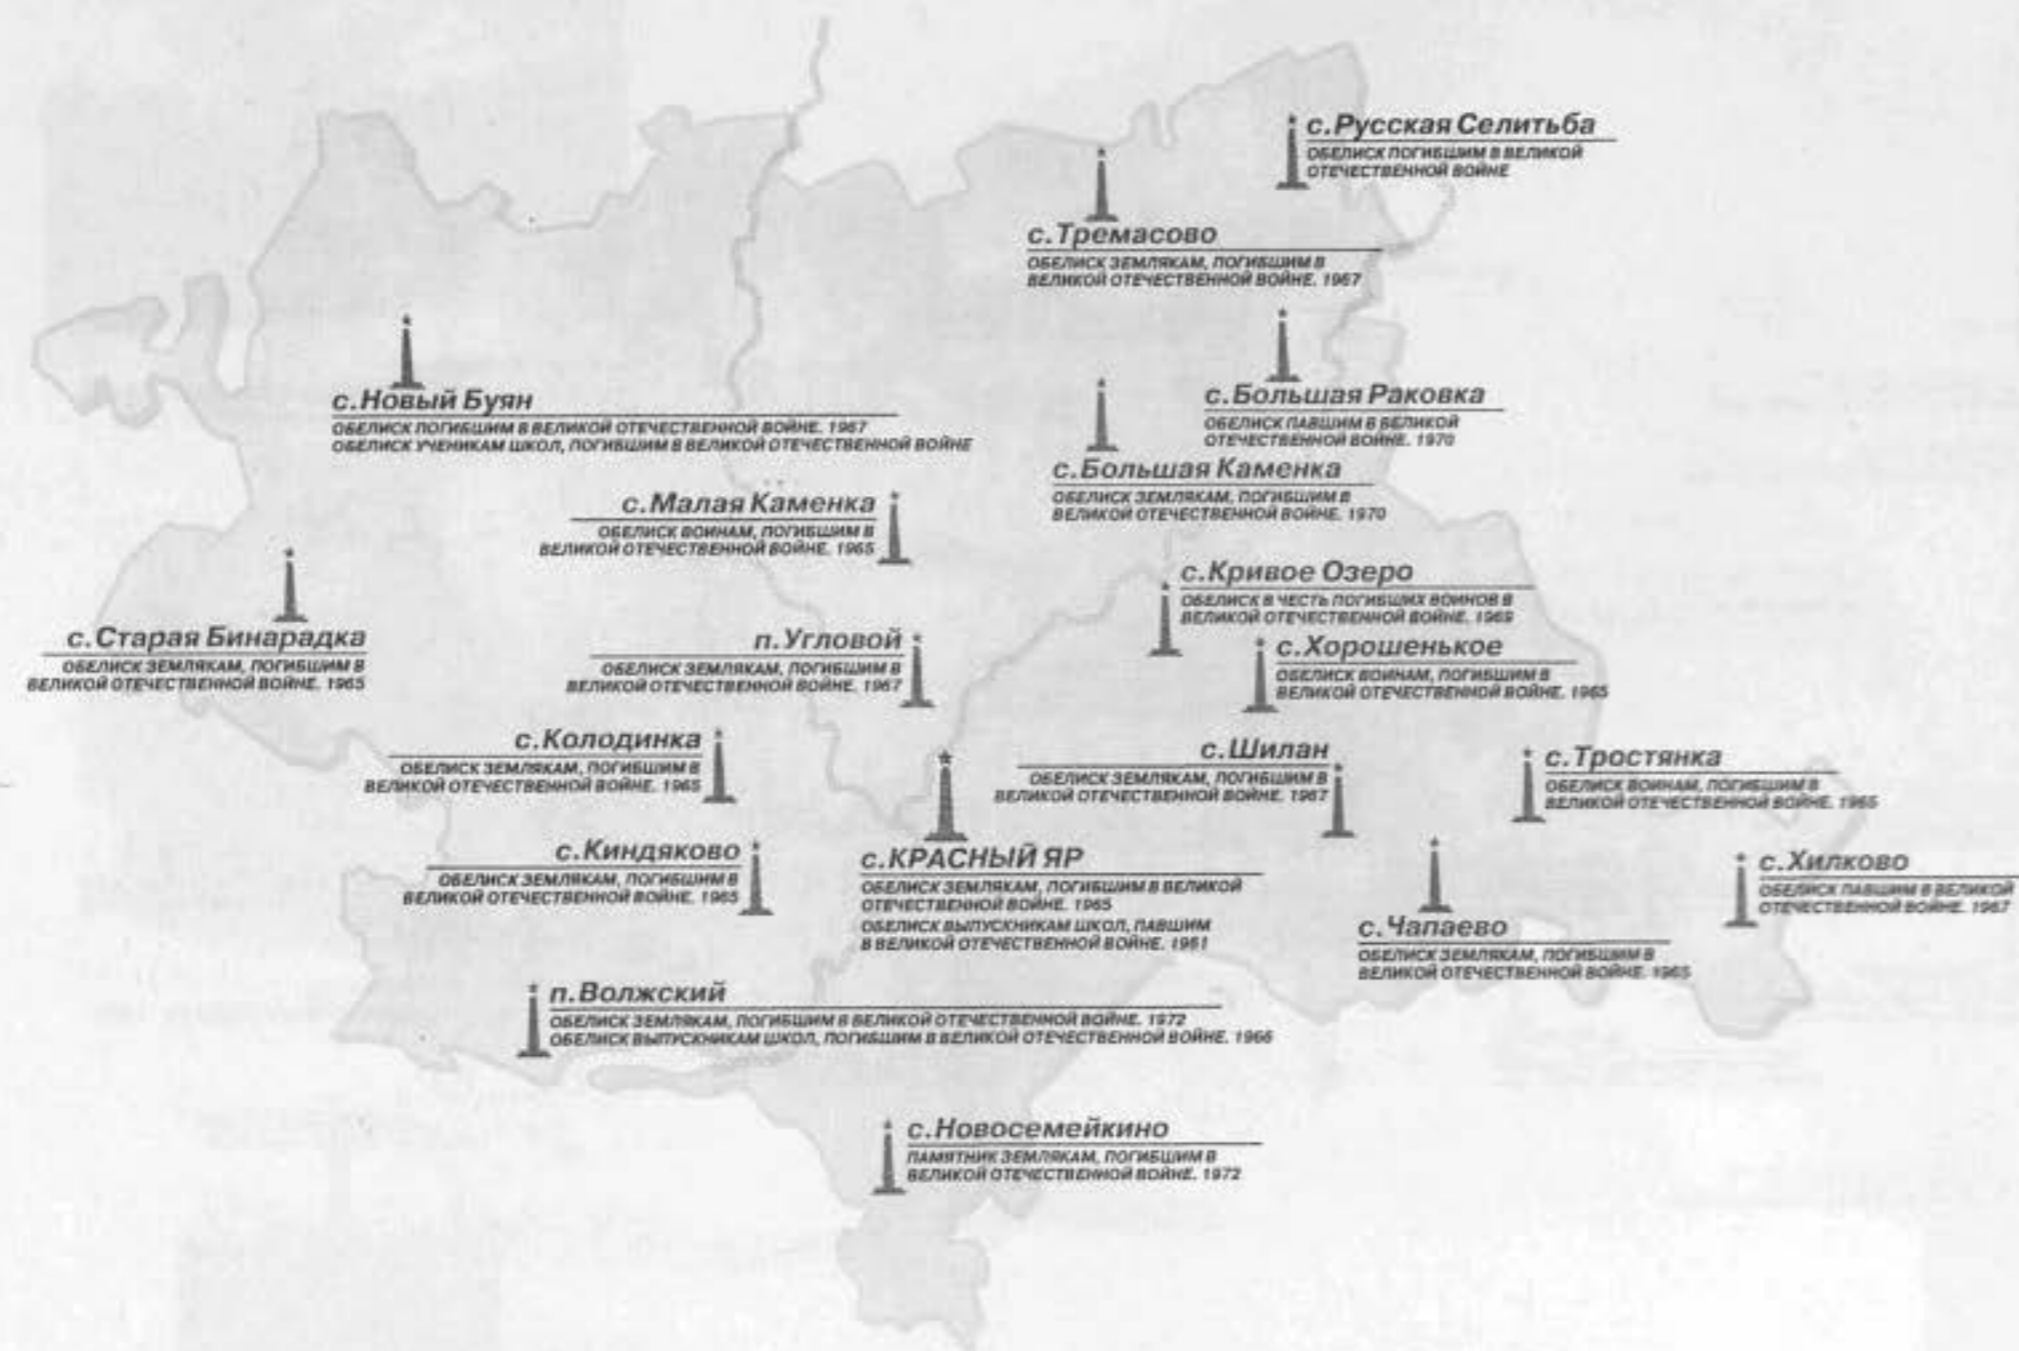 с.Русская Селитьба
ОБЕЛИСК ПОГИБШИМ В ВЕЛИКОЙ
ОТЕЧЕСТВЕННОЙ ВОЙНЕ
с.Тремасово
ОБЕЛИСК ЗЕМЛЯКАМ, ПОГИБШИМ В
ВЕЛИКОЙ ОТЕЧЕСТВЕННОЙ ВОЙНЕ. 1967
с.Новый Буян
ОБЕЛИСК ПОГИБШИМ В ВЕЛИКОЙ ОТЕЧЕСТВЕННОЙ ВОЙНЕ. 1967
ОБЕЛИСК УЧЕНИКАМ ШКОЛ, ПОГИБШИМ В ВЕЛИКОЙ ОТЕЧЕСТВЕННОЙ ВОЙНЕ
с.Большая Раковка
ОБЕЛИСК ПАВШИМ В ВЕЛИКОЙ
ОТЕЧЕСТВЕННОЙ ВОЙНЕ. 1970
с.Большая Каменка
ОБЕЛИСК ЗЕМЛЯКАМ, ПОГИБШИМ В
ВЕЛИКОЙ ОТЕЧЕСТВЕННОЙ ВОЙНЕ. 1970
с.Малая Каменка
ОБЕЛИСК ВОИНАМ, ПОГИБШИМ В
ВЕЛИКОЙ ОТЕЧЕСТВЕННОЙ ВОЙНЕ. 1965
с.Кривое Озеро
ОБЕЛИСК В ЧЕСТЬ ПОГИБШИХ ВОИНОВ В
ВЕЛИКОЙ ОТЕЧЕСТВЕННОЙ ВОЙНЕ.
с.Старая Бинарадка
ОБЕЛИСК ЗЕМЛЯКАМ, ПОГИБШИМ В
ВЕЛИКОЙ ОТЕЧЕСТВЕННОЙ ВОЙНЕ. 1965
п.Угловой
ОБЕЛИСК ЗЕМЛЯКАМ, ПОГИБШИМ В
ВЕЛИКОЙ ОТЕЧЕСТВЕННОЙ ВОЙНЕ. 1967
с.Хорошенькое
ОБЕЛИСК ВОИНАМ, ПОГИБШИМ В
ВЕЛИКОЙ ОТЕЧЕСТВЕННОЙ ВОЙНЕ. 1965
с.Колодинка
ОБЕЛИСК ЗЕМЛЯКАМ, ПОГИБШИМ В
ВЕЛИКОЙ ОТЕЧЕСТВЕННОЙ ВОЙНЕ. 1965
с.Шилан
ОБЕЛИСК ЗЕМЛЯКАМ, ПОГИБШИМ В
ВЕЛИКОЙ ОТЕЧЕСТВЕННОЙ ВОЙНЕ. 1967
с.Тростянка
ОБЕЛИСК ВОИНАМ, ПОГИБШИМ В
ВЕЛИКОЙ ОТЕЧЕСТВЕННОЙ ВОЙНЕ. 1965
с.Киндяково
ОБЕЛИСК ЗЕМЛЯКАМ, ПОГИБШИМ В
ВЕЛИКОЙ ОТЕЧЕСТВЕННОЙ ВОЙНЕ. 1965
с.КРАСНЫЙ ЯР
ОБЕЛИСК ЗЕМЛЯКАМ, ПОГИБШИМ В ВЕЛИКОЙ
ОТЕЧЕСТВЕННОЙ ВОЙНЕ. 1965
ОБЕЛИСК ВЫПУСКНИКАМ ШКОЛ, ПАВШИМ
В ВЕЛИКОЙ ОТЕЧЕСТВЕННОЙ ВОЙНЕ. 1981
с.Хилково
ОБЕЛИСК ПАВШИМ В ВЕЛИКОЙ
ОТЕЧЕСТВЕННОЙ ВОЙНЕ. 1967
с.Чапаево
ОБЕЛИСК ЗЕМЛЯКАМ, ПОГИБШИМ В
ВЕЛИКОЙ ОТЕЧЕСТВЕННОЙ ВОЙНЕ. 1965
п.Волжский
ОБЕЛИСК ЗЕМЛЯКАМ, ПОГИБШИМ В ВЕЛИКОЙ ОТЕЧЕСТВЕННОЙ ВОЙНЕ. 1972
ОБЕЛИСК ВЫПУСКНИКАМ ШКОЛ, ПОГИБШИМ В ВЕЛИКОЙ ОТЕЧЕСТВЕННОЙ ВОЙНЕ. 1966
с.Новосемейкино
ПАМЯТНИК ЗЕМЛЯКАМ, ПОГИБШИМ В
ВЕЛИКОЙ ОТЕЧЕСТВЕННОЙ ВОЙНЕ. 1972